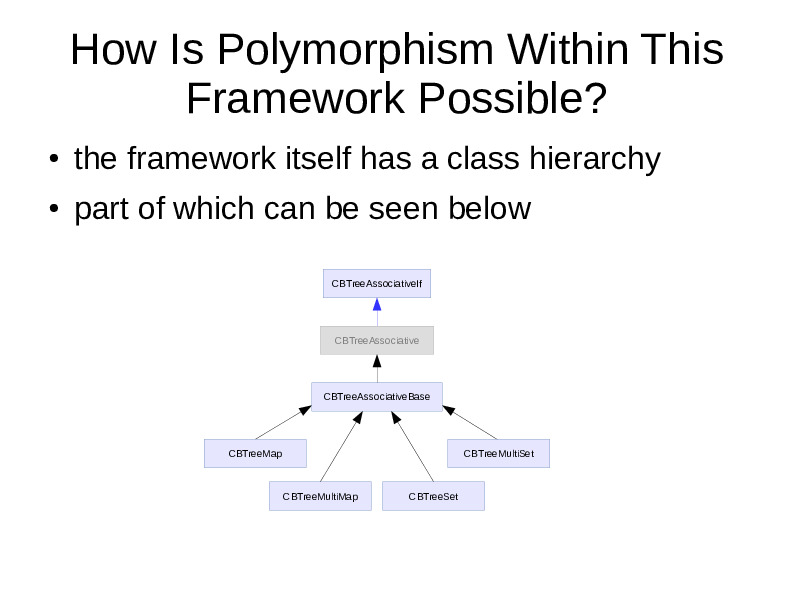 How Is Polymorphism Within This
Framework Possible?
• the framework itself has a class hierarchy
• part of which can be seen below
CBTreeAssociativeIf
CBTreeAssociative
CBTreeAssociativeBase
CBTreeMap
CBTreeMultiSet
CBTreeMultiMap
CBTreeSet